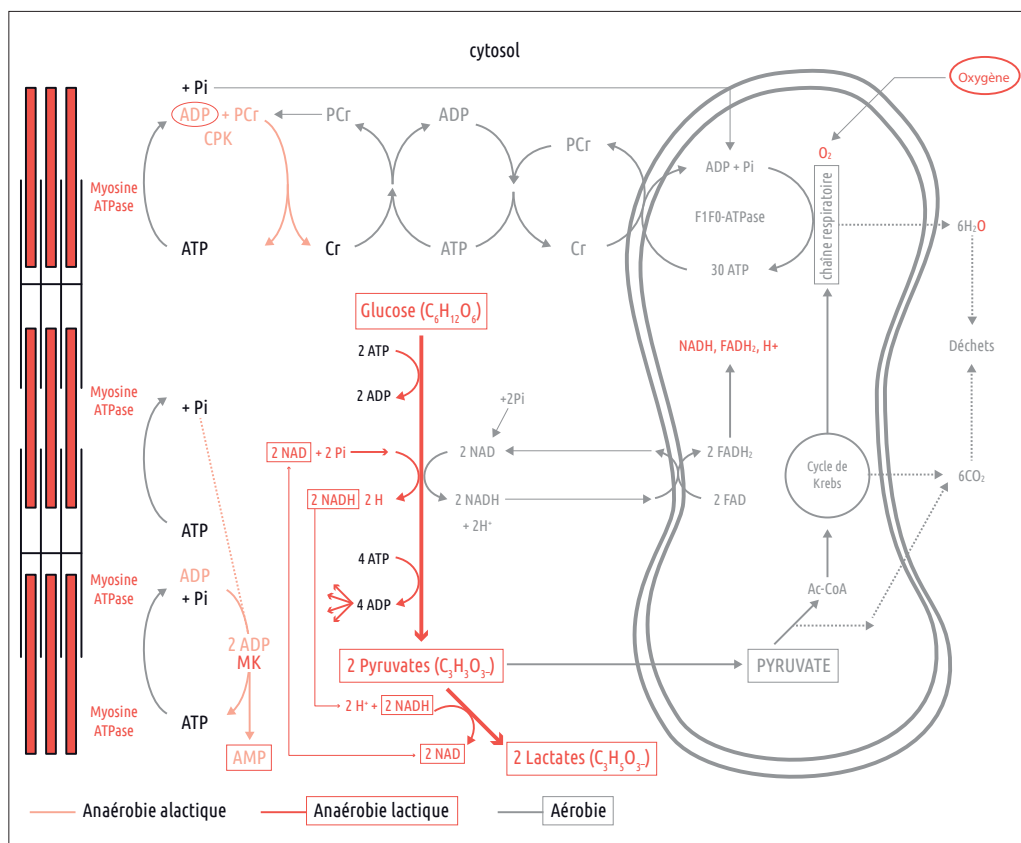 cytosol
+ Pi
Oxygène
ADP + PCr
CPK
PCr
ADP
PCr
O₂
ADP + Pi
Myosine
ATPase
F1F0-ATPase
chaîne respiratoire
6H₂O
ATP
Cr
ATP
Cr
30 ATP
Glucose (C₆H₁₂O₆)
2 ATP
2 ADP
NADH, FADH₂, H+
Déchets
Myosine
ATPase
+ Pi
+2Pi
2 NAD + 2 Pi
2 NAD
2 FADH₂
Cycle de
Krebs
6CO₂
2 NADH 2 H
2 NADH
+ 2H⁺
2 FAD
ATP
4 ATP
Myosine
ATPase
ADP
+ Pi
4 ADP
Ac-CoA
2 ADP
MK
2 Pyruvates (C₃H₃O₃₋)
PYRUVATE
Myosine
ATPase
ATP
2 H⁺ + 2 NADH
AMP
2 NAD
2 Lactates (C₃H₅O₃₋)
Anaérobie alactique
Anaérobie lactique
Aérobie